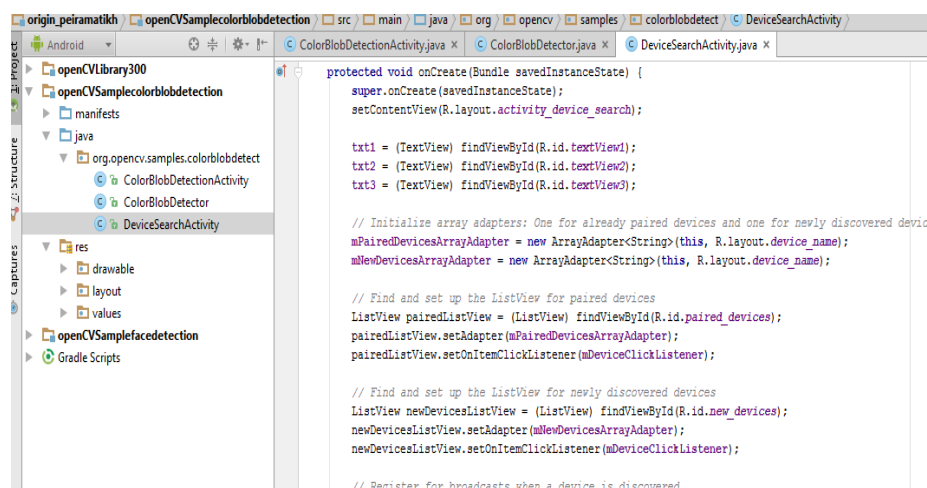 origin_peiramatikh openCVSamplecolorblobdetection src main java org opencv samples colorblobdetect DeviceSearchActivity
Android
ColorBlobDetectionActivity.java ×
ColorBlobDetector.java ×
DeviceSearchActivity.java ×
1: Project
Z: Structure
Captures
openCVLibrary300
openCVSamplecolorblobdetection
manifests
java
org.opencv.samples.colorblobdetect
ColorBlobDetectionActivity
ColorBlobDetector
DeviceSearchActivity
res
drawable
layout
values
openCVSamplefacedetection
Gradle Scripts
protected void onCreate(Bundle savedInstanceState) {
super.onCreate(savedInstanceState);
setContentView(R.layout.activity_device_search);
txt1 = (TextView) findViewById(R.id.textView1);
txt2 = (TextView) findViewById(R.id.textView2);
txt3 = (TextView) findViewById(R.id.textView3);
// Initialize array adapters: One for already paired devices and one for newly discovered devic
mPairedDevicesArrayAdapter = new ArrayAdapter<String>(this, R.layout.device_name);
mNewDevicesArrayAdapter = new ArrayAdapter<String>(this, R.layout.device_name);
// Find and set up the ListView for paired devices
ListView pairedListView = (ListView) findViewById(R.id.paired_devices);
pairedListView.setAdapter(mPairedDevicesArrayAdapter);
pairedListView.setOnItemClickListener(mDeviceClickListener);
// Find and set up the ListView for newly discovered devices
ListView newDevicesListView = (ListView) findViewById(R.id.new_devices);
newDevicesListView.setAdapter(mNewDevicesArrayAdapter);
newDevicesListView.setOnItemClickListener(mDeviceClickListener);
// Register for broadcasts when a device is discovered